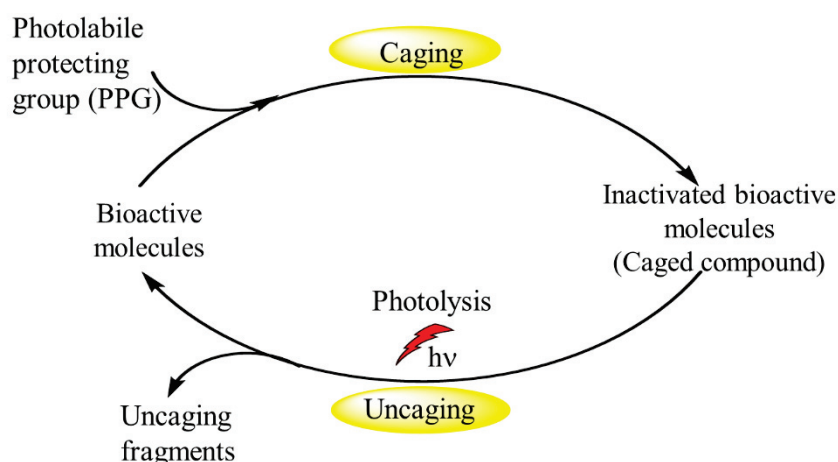 Photolabile
protecting
group (PPG)
Caging
Bioactive
molecules
Inactivated bioactive
molecules
(Caged compound)
Photolysis
hν
Uncaging
Uncaging
fragments